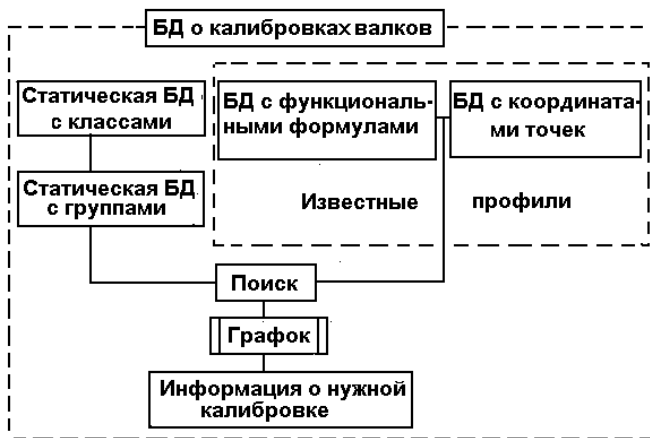 БД о калибровках валков
Статическая БД
с классами
БД с функциональ-
ными формулами
БД с координата-
ми точек
Статическая БД
с группами
Известные профили
Поиск
Графок
Информация о нужной
калибровке